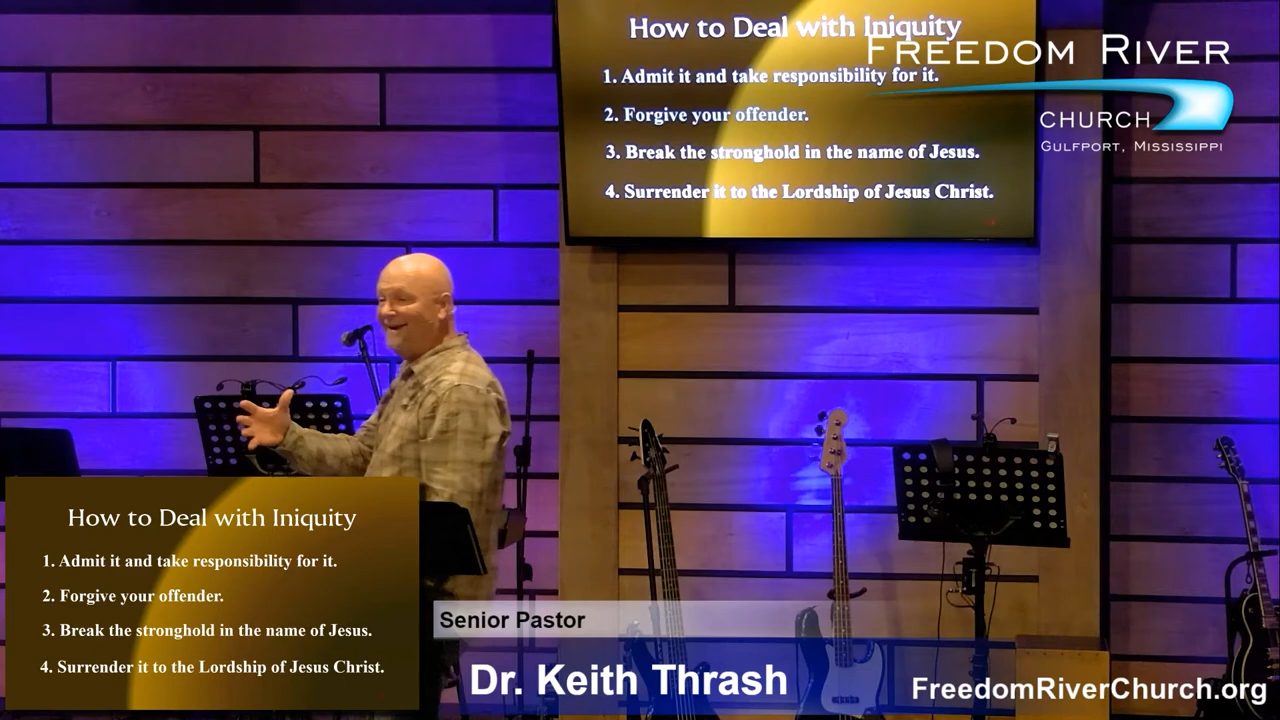 How to Deal with Iniquity
1. Admit it and take responsibility for it.
2. Forgive your offender.
3. Break the stronghold in the name of Jesus.
4. Surrender it to the Lordship of Jesus Christ.
FREEDOM RIVER
CHURCH
GULFPORT, MISSISSIPPI
How to Deal with Iniquity
1. Admit it and take responsibility for it.
2. Forgive your offender.
3. Break the stronghold in the name of Jesus.
4. Surrender it to the Lordship of Jesus Christ.
Senior Pastor
Dr. Keith Thrash
FreedomRiverChurch.org